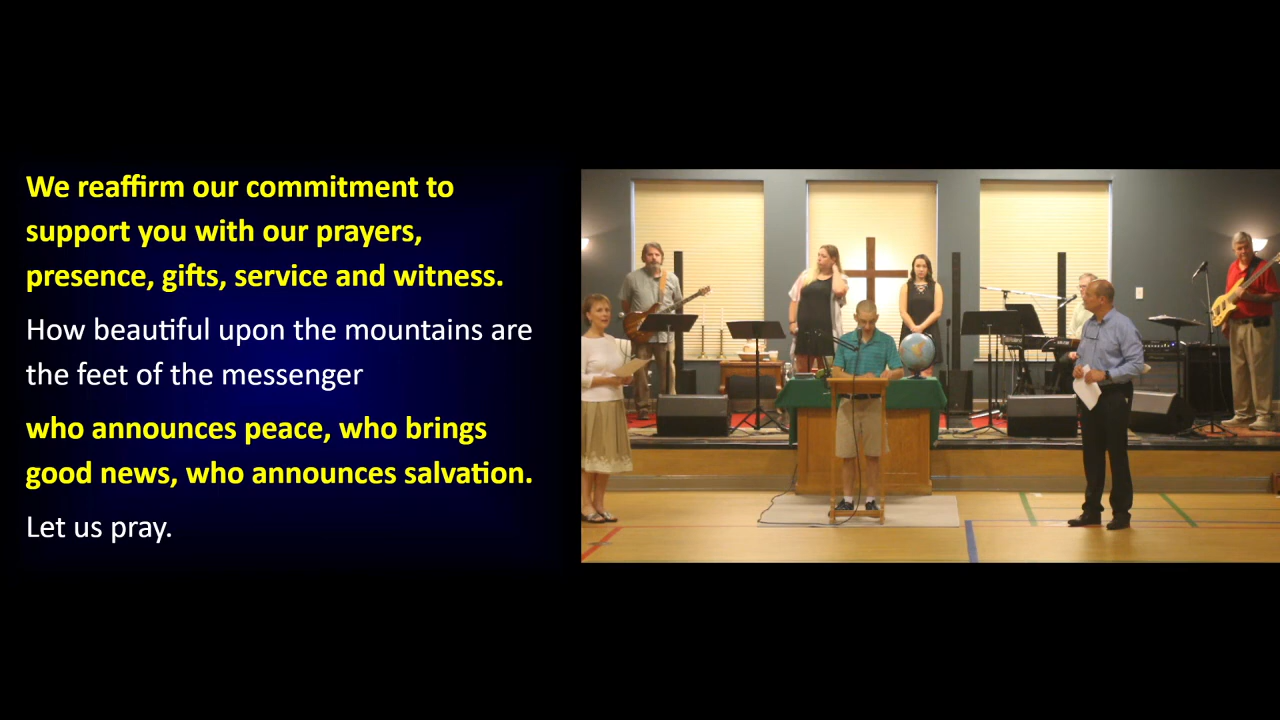 We reaffirm our commitment to
support you with our prayers,
presence, gifts, service and witness.
How beautiful upon the mountains are
the feet of the messenger
who announces peace, who brings
good news, who announces salvation.
Let us pray.